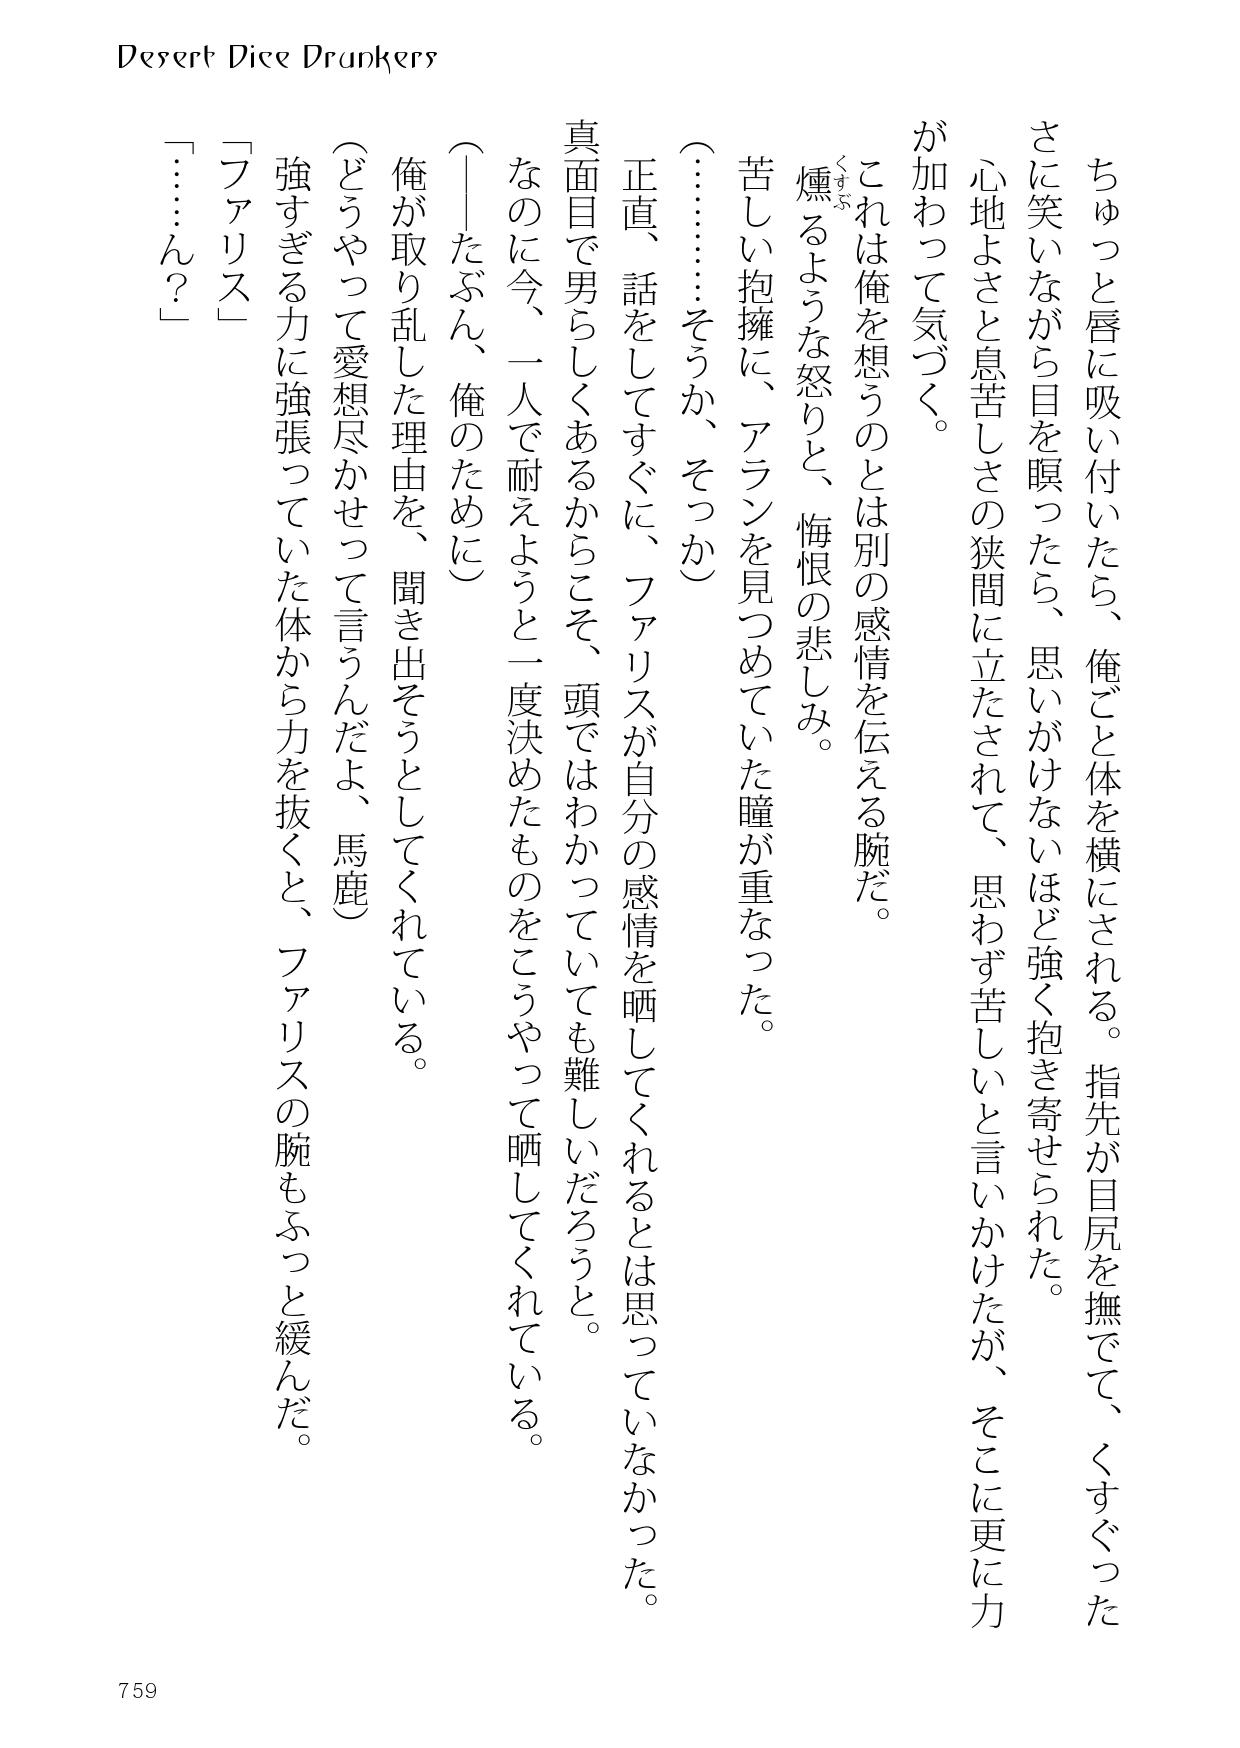 Desert Dice Drunkers
ちゅっと唇に吸い付いたら、俺ごと体を横にされる。指先が目尻を撫でて、くすぐった
さに笑いながら目を瞑ったら、思いがけないほど強く抱き寄せられた。
心地よさと息苦しさの狭間に立たされて、思わず苦しいと言いかけたが、そこに更に力
が加わって気づく。
これは俺を想うのとは別の感情を伝える腕だ。
燻るような怒りと、悔恨の悲しみ。
くすぶ
苦しい抱擁に、アランを見つめていた瞳が重なった。
（…………そうか、そっか）
正直、話をしてすぐに、ファリスが自分の感情を晒してくれるとは思っていなかった。
真面目で男らしくあるからこそ、頭ではわかっていても難しいだろうと。
なのに今、一人で耐えようと一度決めたものをこうやって晒してくれている。
（――たぶん、俺のために）
俺が取り乱した理由を、聞き出そうとしてくれている。
（どうやって愛想尽かせって言うんだよ、馬鹿）
強すぎる力に強張っていた体から力を抜くと、ファリスの腕もふっと緩んだ。
「ファリス」
「……ん？」
759